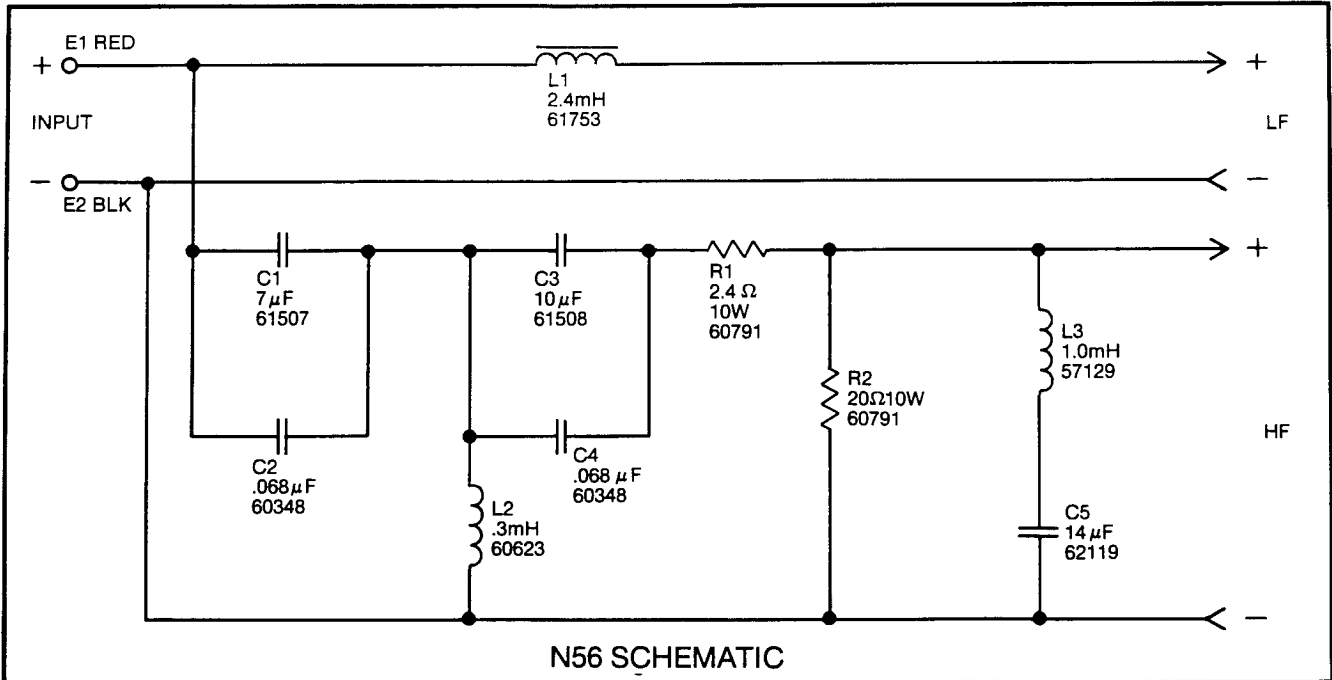 E1 RED
+
+
L1
2.4mH
61753
INPUT
LF
−
−
E2 BLK
+
C1
7μF
61507
C3
10μF
61508
R1
2.4 Ω
10W
60791
L3
1.0mH
57129
R2
20Ω10W
60791
HF
C2
.068μF
60348
C4
.068 μF
60348
L2
.3mH
60623
C5
14μF
62119
−
N56 SCHEMATIC